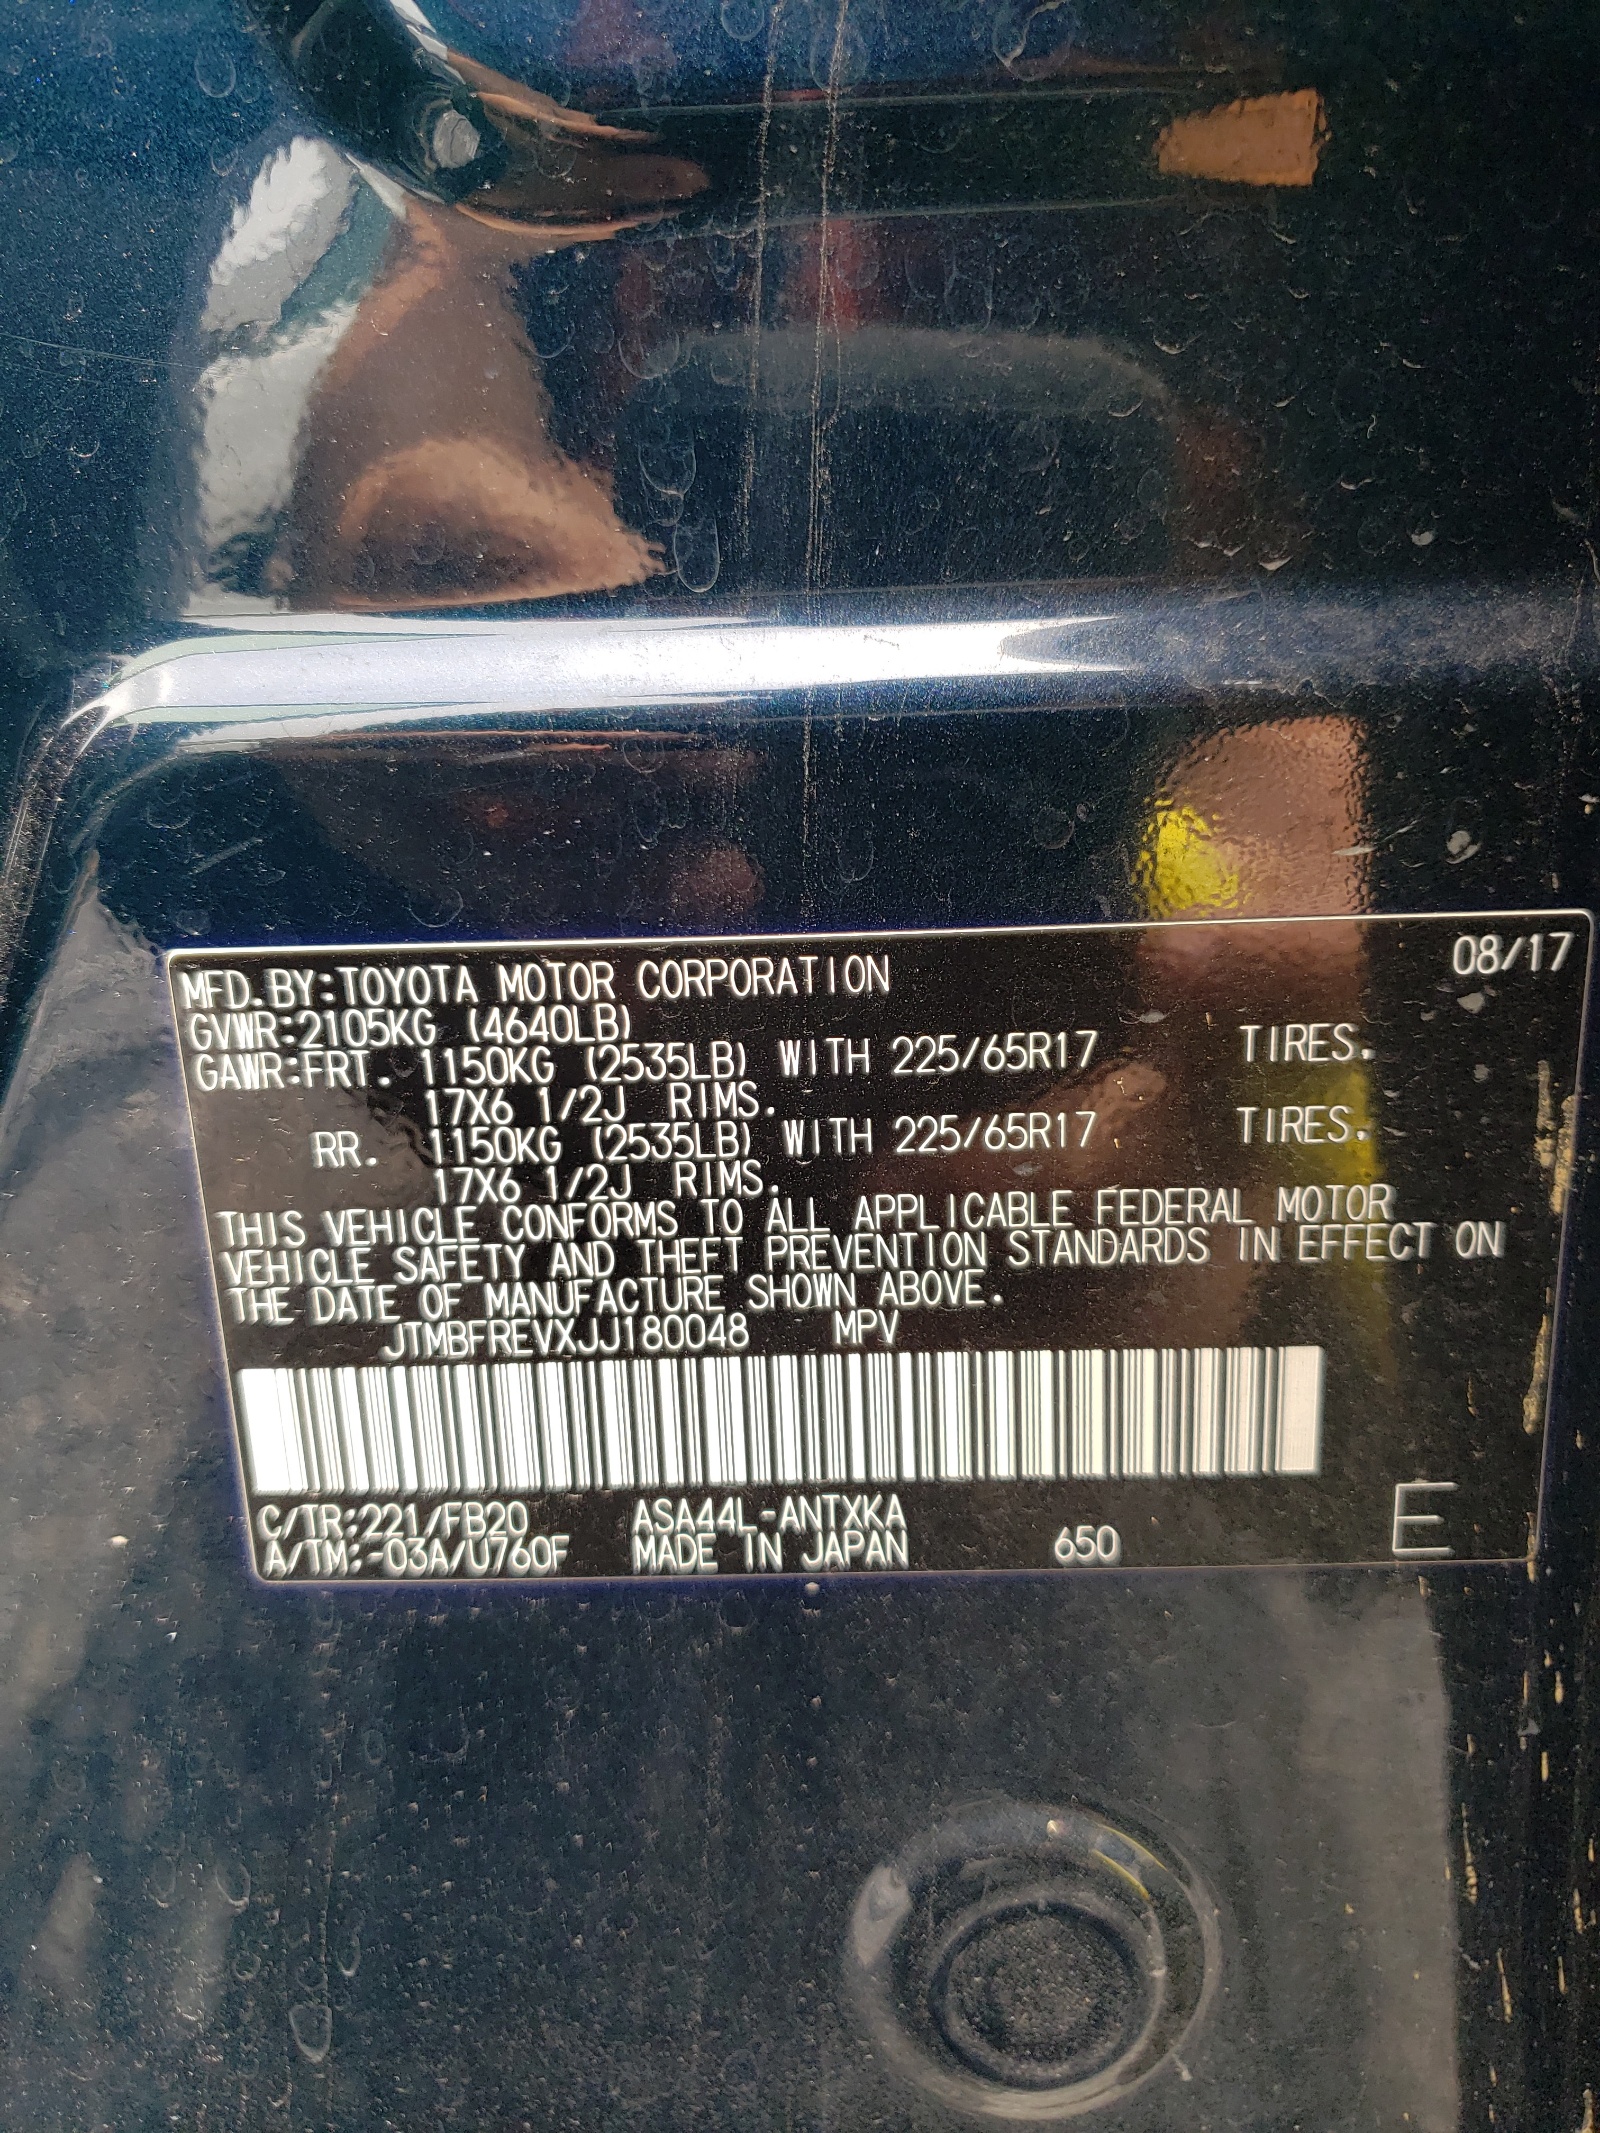 08/17
MFD.BY:TOYOTA MOTOR CORPORATION
GVWR:2105KG (4640LB)
GAWR:FRT. 1150KG (2535LB) WITH 225/65R17 TIRES.
17X6 1/2J RIMS.
RR. 1150KG (2535LB) WITH 225/65R17 TIRES.
17X6 1/2J RIMS.
THIS VEHICLE CONFORMS TO ALL APPLICABLE FEDERAL MOTOR
VEHICLE SAFETY AND THEFT PREVENTION STANDARDS IN EFFECT ON
THE DATE OF MANUFACTURE SHOWN ABOVE.
JTMBFREVXJJ180048 MPV
C/TR:221/FB20 ASA44L-ANTXKA
A/TM:-03A/U760F MADE IN JAPAN 650 E